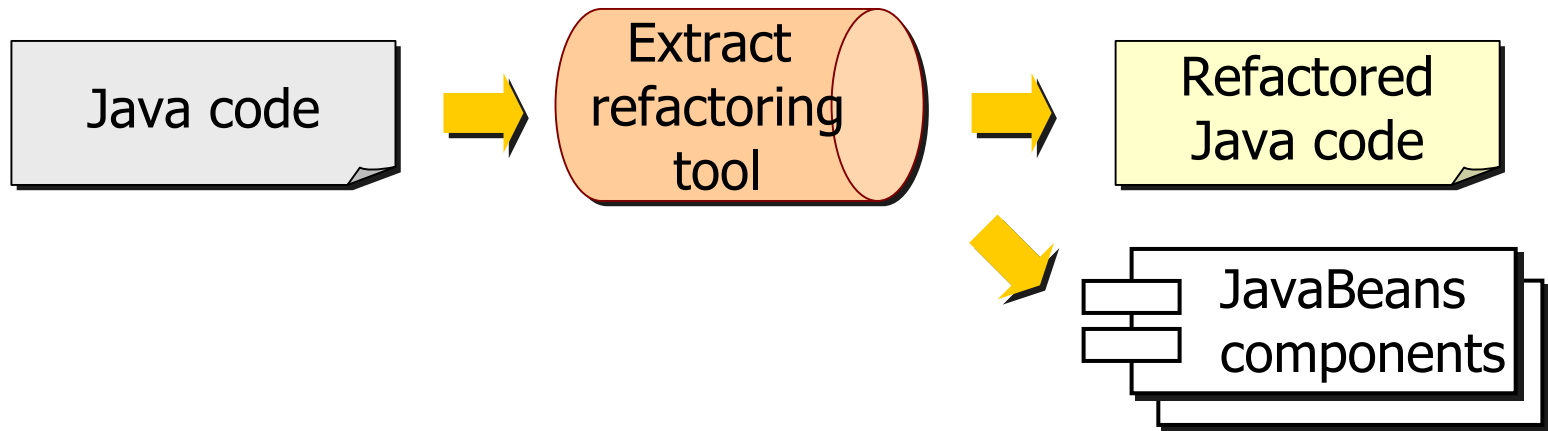 Java code
Extract
refactoring
tool
Refactored
Java code
JavaBeans
components